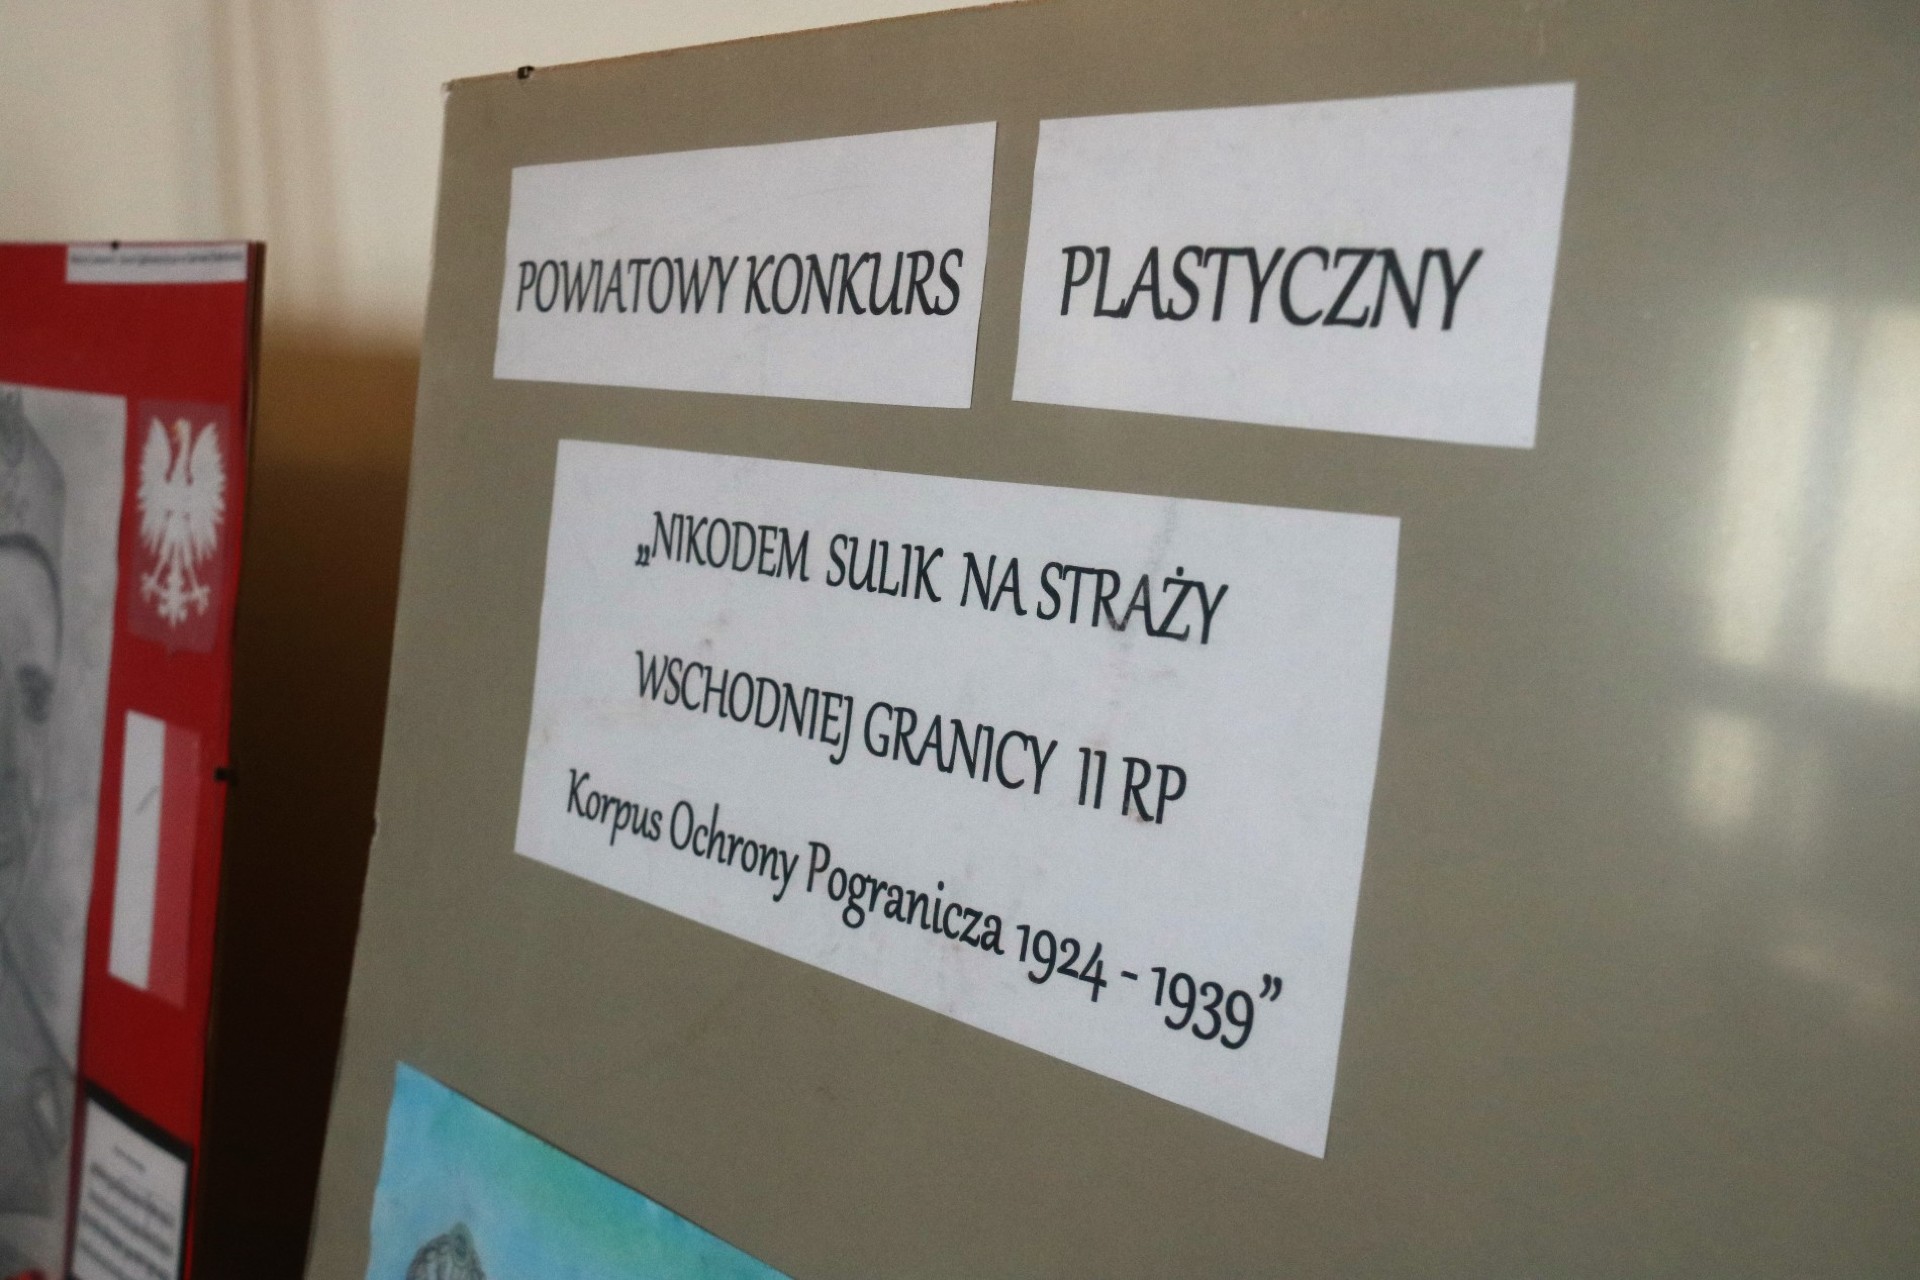 POWIATOWY KONKURS PLASTYCZNY
„NIKODEM SULIK NA STRAŻY
WSCHODNIEJ GRANICY II RP
Korpus Ochrony Pogranicza 1924 - 1939”